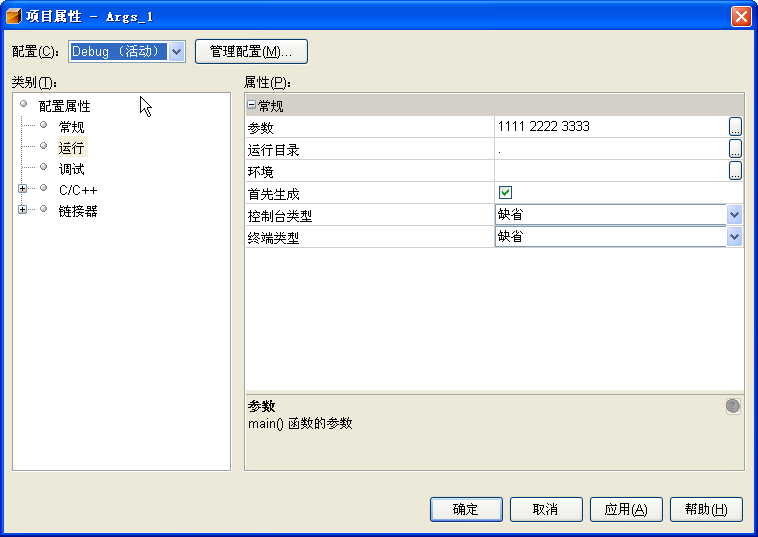 项目属性 - Args_1
配置(C): Debug （活动） 管理配置(M)...
类别(T):
配置属性
常规
运行
调试
C/C++
链接器
属性(P):
常规
参数 1111 2222 3333 ...
运行目录 . ...
环境 ...
首先生成
控制台类型 缺省
终端类型 缺省
参数
main() 函数的参数
确定 取消 应用(A) 帮助(H)